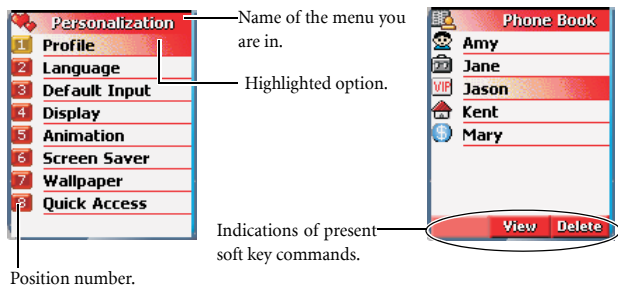 Personalization
1 Profile
2 Language
3 Default Input
4 Display
5 Animation
6 Screen Saver
7 Wallpaper
8 Quick Access
Name of the menu you
are in.
Highlighted option.
Position number.
Phone Book
Amy
Jane
VIP Jason
Kent
$ Mary
View Delete
Indications of present
soft key commands.